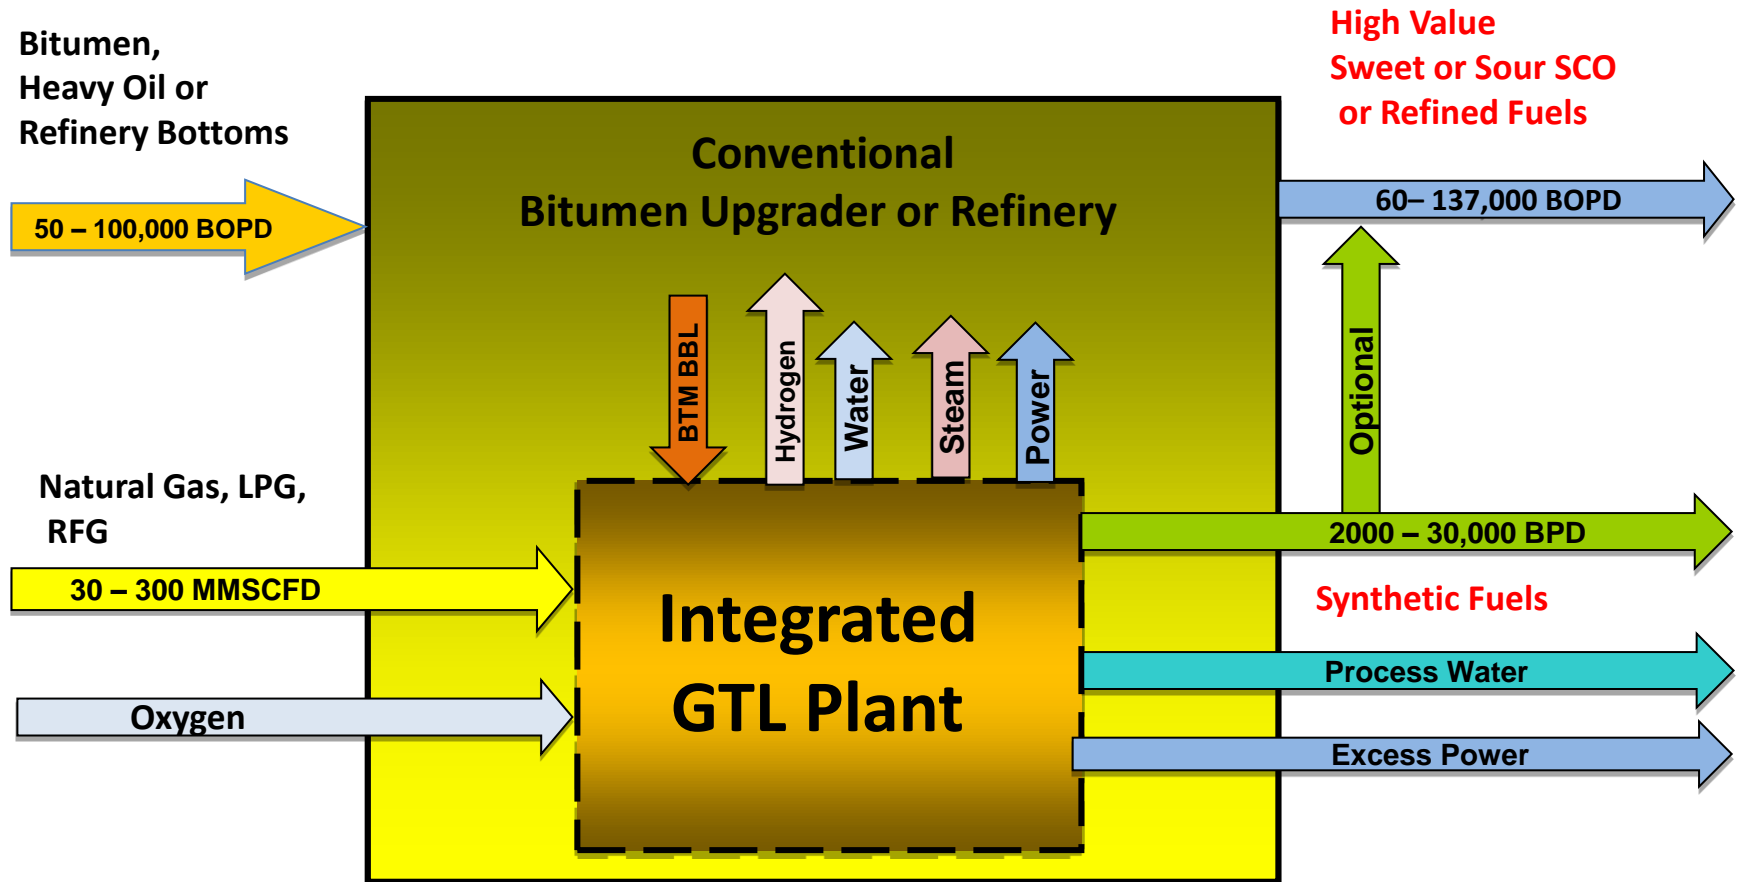 Bitumen,
Heavy Oil or
Refinery Bottoms
50 – 100,000 BOPD
High Value
Sweet or Sour SCO
or Refined Fuels
60– 137,000 BOPD
Conventional
Bitumen Upgrader or Refinery
BTM BBL
Hydrogen
Water
Steam
Power
Optional
Natural Gas, LPG,
RFG
30 – 300 MMSCFD
Oxygen
Integrated
GTL Plant
2000 – 30,000 BPD
Synthetic Fuels
Process Water
Excess Power